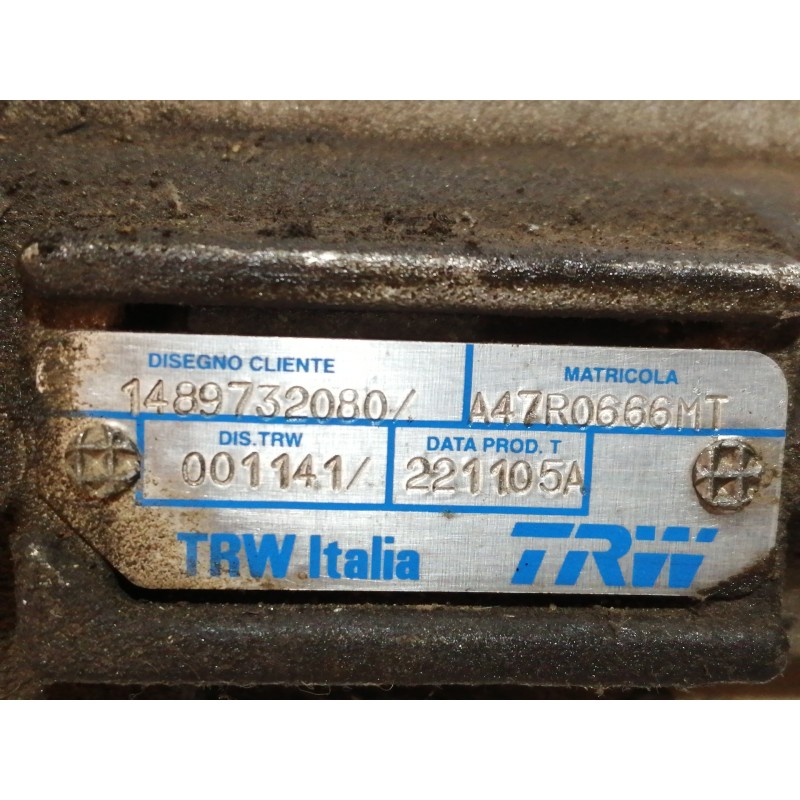 DISEGNO CLIENTE MATRICOLA
1489732080/ A47R0666MT
DIS.TRW DATA PROD. T
001141/ 221105A
TRW Italia TRW